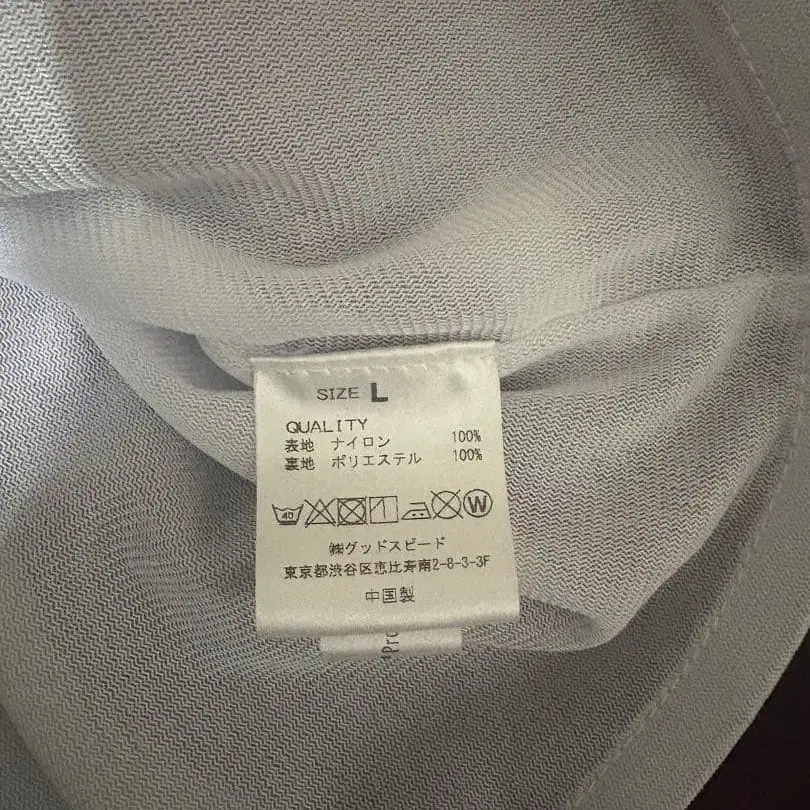 SIZE L
QUALITY
表地 ナイロン 100%
裏地 ポリエステル 100%
40 W
㈱グッドスピード
東京都渋谷区恵比寿南2-8-3-3F
中国製